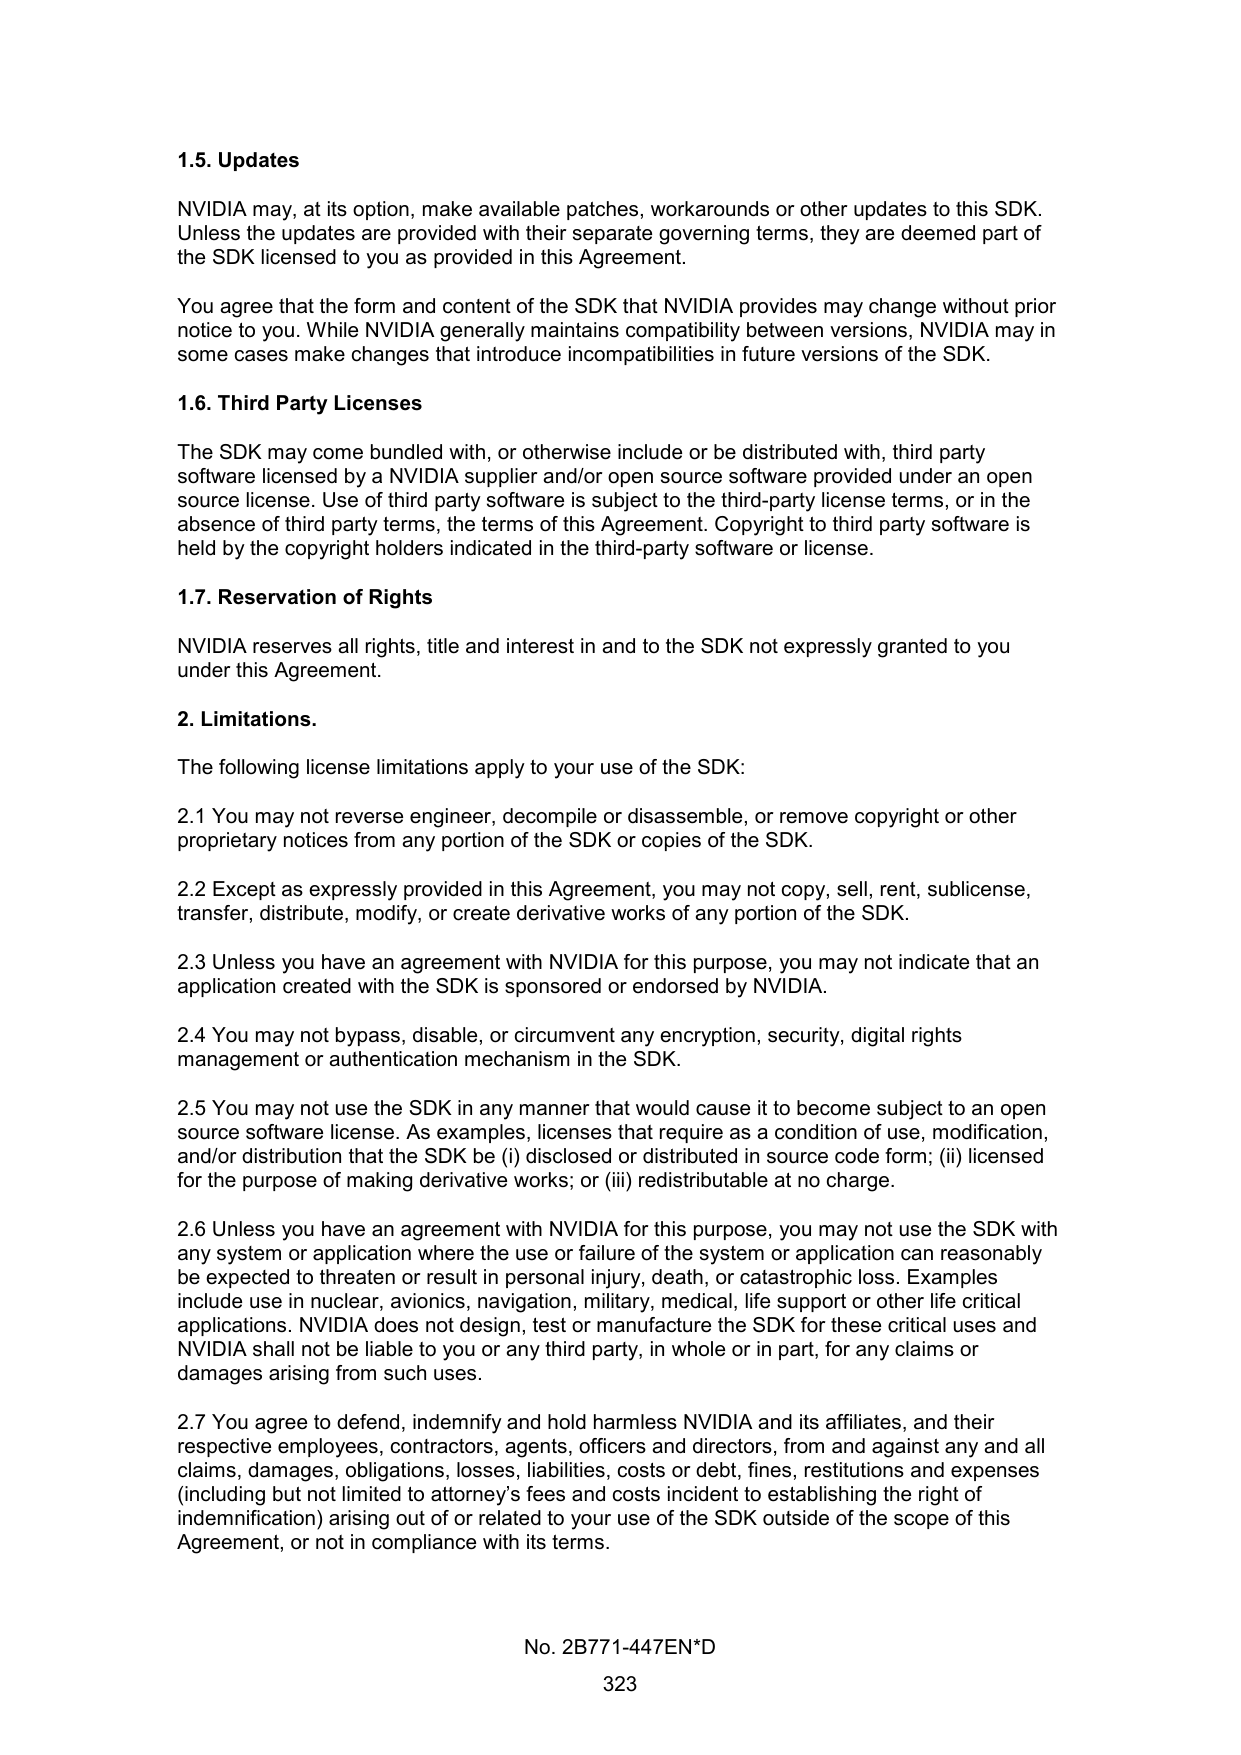 1.5. Updates
NVIDIA may, at its option, make available patches, workarounds or other updates to this SDK.
Unless the updates are provided with their separate governing terms, they are deemed part of
the SDK licensed to you as provided in this Agreement.
You agree that the form and content of the SDK that NVIDIA provides may change without prior
notice to you. While NVIDIA generally maintains compatibility between versions, NVIDIA may in
some cases make changes that introduce incompatibilities in future versions of the SDK.
1.6. Third Party Licenses
The SDK may come bundled with, or otherwise include or be distributed with, third party
software licensed by a NVIDIA supplier and/or open source software provided under an open
source license. Use of third party software is subject to the third-party license terms, or in the
absence of third party terms, the terms of this Agreement. Copyright to third party software is
held by the copyright holders indicated in the third-party software or license.
1.7. Reservation of Rights
NVIDIA reserves all rights, title and interest in and to the SDK not expressly granted to you
under this Agreement.
2. Limitations.
The following license limitations apply to your use of the SDK:
2.1 You may not reverse engineer, decompile or disassemble, or remove copyright or other
proprietary notices from any portion of the SDK or copies of the SDK.
2.2 Except as expressly provided in this Agreement, you may not copy, sell, rent, sublicense,
transfer, distribute, modify, or create derivative works of any portion of the SDK.
2.3 Unless you have an agreement with NVIDIA for this purpose, you may not indicate that an
application created with the SDK is sponsored or endorsed by NVIDIA.
2.4 You may not bypass, disable, or circumvent any encryption, security, digital rights
management or authentication mechanism in the SDK.
2.5 You may not use the SDK in any manner that would cause it to become subject to an open
source software license. As examples, licenses that require as a condition of use, modification,
and/or distribution that the SDK be (i) disclosed or distributed in source code form; (ii) licensed
for the purpose of making derivative works; or (iii) redistributable at no charge.
2.6 Unless you have an agreement with NVIDIA for this purpose, you may not use the SDK with
any system or application where the use or failure of the system or application can reasonably
be expected to threaten or result in personal injury, death, or catastrophic loss. Examples
include use in nuclear, avionics, navigation, military, medical, life support or other life critical
applications. NVIDIA does not design, test or manufacture the SDK for these critical uses and
NVIDIA shall not be liable to you or any third party, in whole or in part, for any claims or
damages arising from such uses.
2.7 You agree to defend, indemnify and hold harmless NVIDIA and its affiliates, and their
respective employees, contractors, agents, officers and directors, from and against any and all
claims, damages, obligations, losses, liabilities, costs or debt, fines, restitutions and expenses
(including but not limited to attorney’s fees and costs incident to establishing the right of
indemnification) arising out of or related to your use of the SDK outside of the scope of this
Agreement, or not in compliance with its terms.
No. 2B771-447EN*D
323